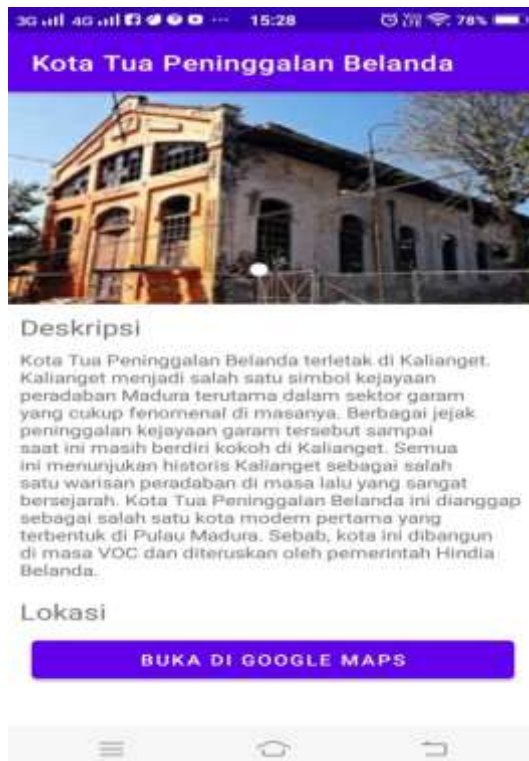 3G 4G ... 15:28 78%
Kota Tua Peninggalan Belanda
Deskripsi
Kota Tua Peninggalan Belanda terletak di Kalianget.
Kalianget menjadi salah satu simbol kejayaan
peradaban Madura terutama dalam sektor garam
yang cukup fenomenal di masanya. Berbagai jejak
peninggalan kejayaan garam tersebut sampai
saat ini masih berdiri kokoh di Kalianget. Semua
ini menunjukan historis Kalianget sebagai salah
satu warisan peradaban di masa lalu yang sangat
bersejarah. Kota Tua Peninggalan Belanda ini dianggap
sebagai salah satu kota modern pertama yang
terbentuk di Pulau Madura. Sebab, kota ini dibangun
di masa VOC dan diteruskan oleh pemerintah Hindia
Belanda.
Lokasi
BUKA DI GOOGLE MAPS